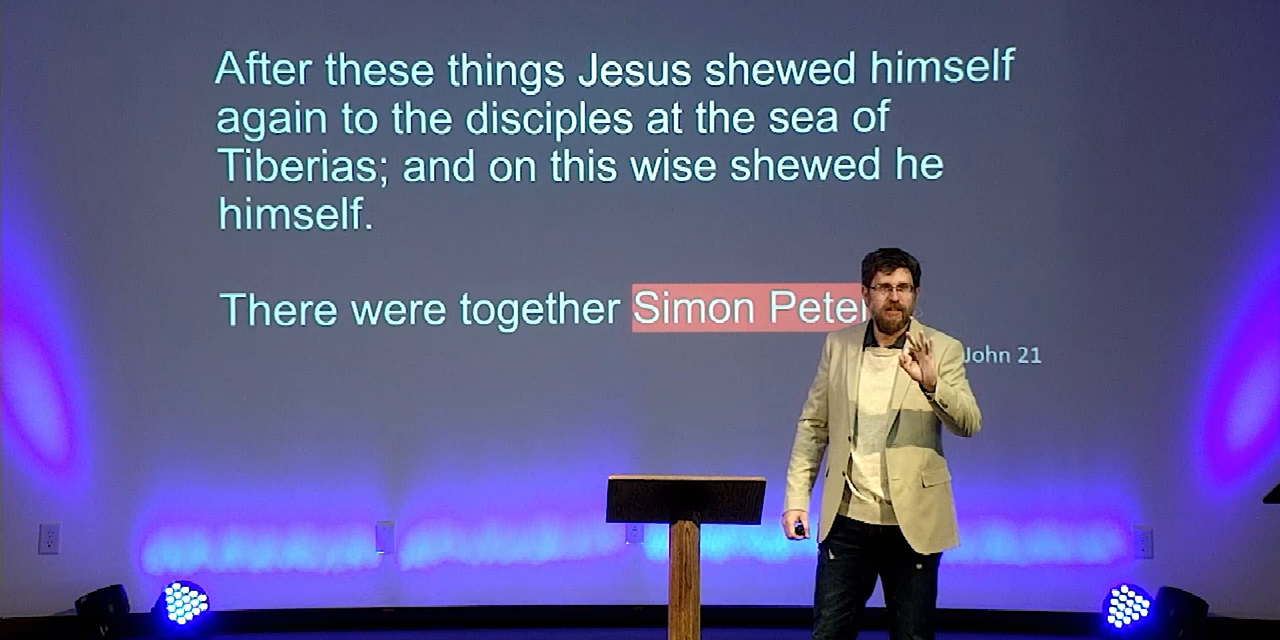 After these things Jesus shewed himself
again to the disciples at the sea of
Tiberias; and on this wise shewed he
himself.
There were together Simon Peter
John 21